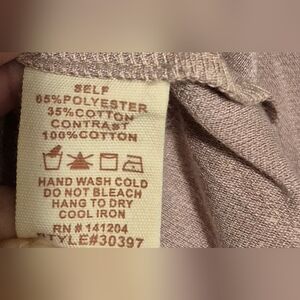 SELF
65%POLYESTER
35%COTTON
CONTRAST
100%COTTON
HAND WASH COLD
DO NOT BLEACH
HANG TO DRY
COOL IRON
RN#141204
STYLE#30397